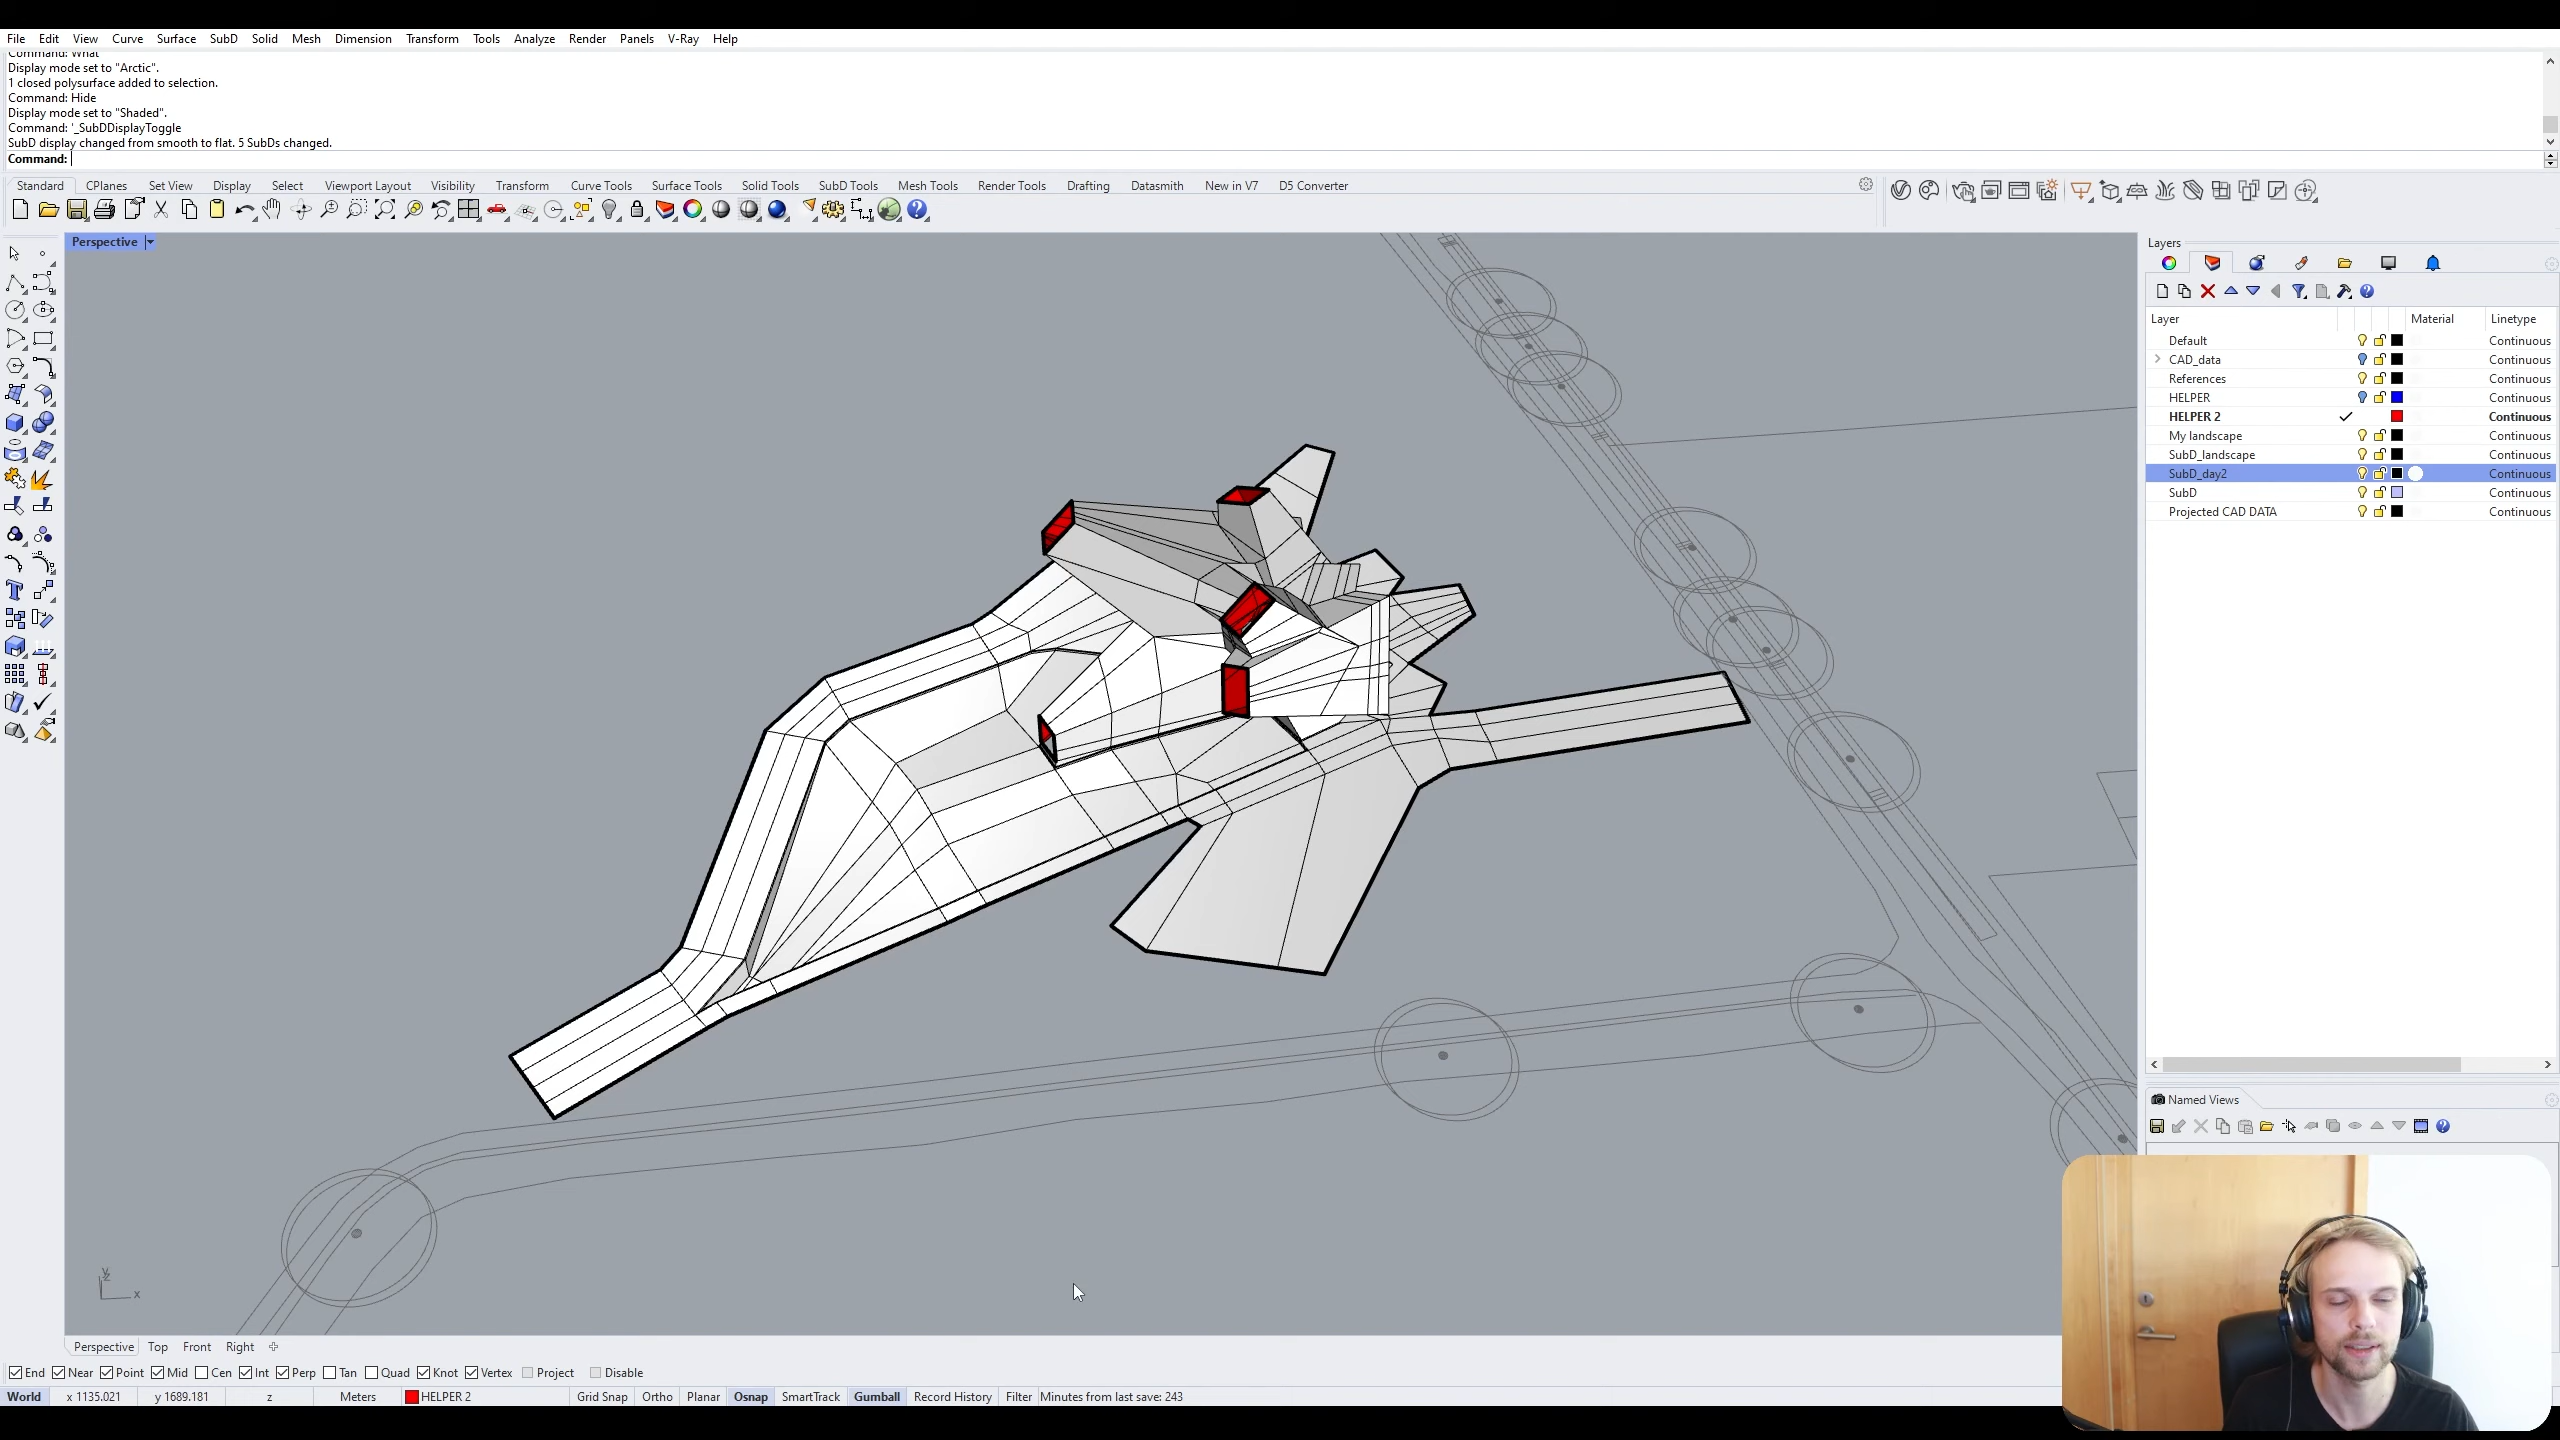 File Edit View Curve Surface SubD Solid Mesh Dimension Transform Tools Analyze Render Panels V-Ray Help
Command: What
Display mode set to "Arctic".
1 closed polysurface added to selection.
Command: Hide
Display mode set to "Shaded".
Command: '_SubDDisplayToggle
SubD display changed from smooth to flat. 5 SubDs changed.
Command:
Standard CPlanes Set View Display Select Viewport Layout Visibility Transform Curve Tools Surface Tools Solid Tools SubD Tools Mesh Tools Render Tools Drafting Datasmith New in V7 D5 Converter
Perspective
Layers
Layer Material Linetype
Default Continuous
CAD_data Continuous
References Continuous
HELPER Continuous
HELPER 2 Continuous
My landscape Continuous
SubD_landscape Continuous
SubD_day2 Continuous
SubD Continuous
Projected CAD DATA Continuous
Named Views
z
x
Perspective Top Front Right
End Near Point Mid Cen Int Perp Tan Quad Knot Vertex Project Disable
World x 1135.021 y 1689.181 z Meters HELPER 2 Grid Snap Ortho Planar Osnap SmartTrack Gumball Record History Filter Minutes from last save: 243